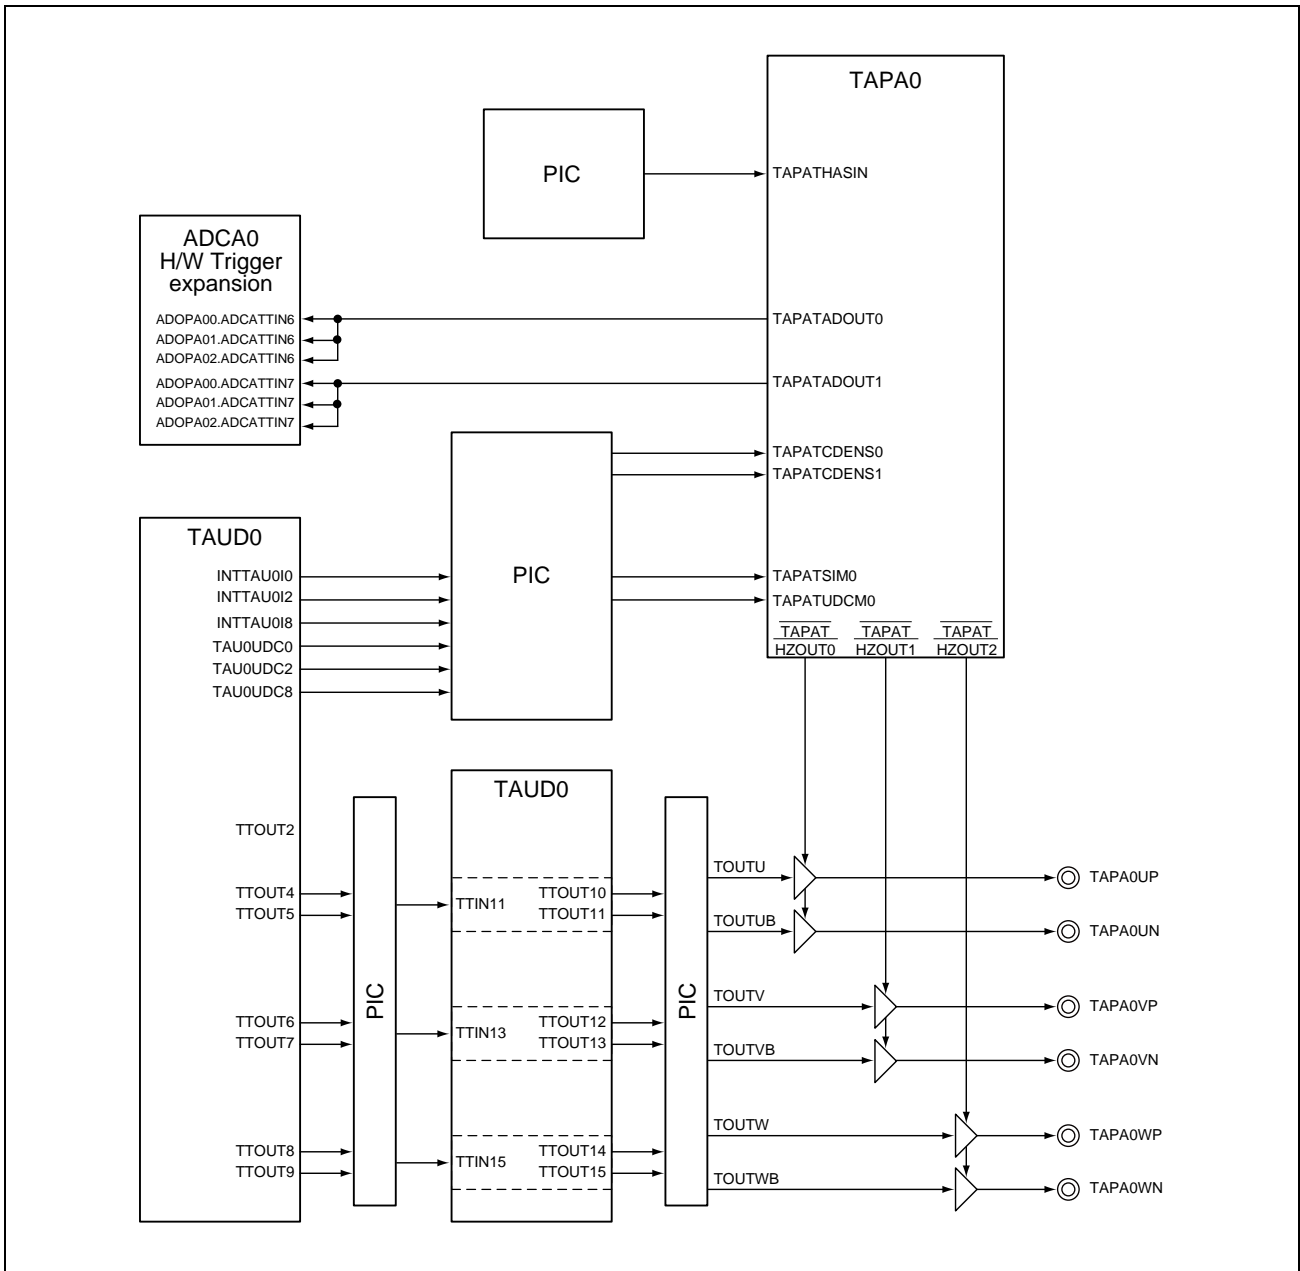 TAPA0
PIC
TAPATHASIN
ADCA0
H/W Trigger
expansion
ADOPA00.ADCATTIN6
ADOPA01.ADCATTIN6
ADOPA02.ADCATTIN6
ADOPA00.ADCATTIN7
ADOPA01.ADCATTIN7
ADOPA02.ADCATTIN7
TAPATADOUT0
TAPATADOUT1
TAPATCDENS0
TAPATCDENS1
PIC
TAPATSIM0
TAPATUDCM0
TAPAT
HZOUT0
TAPAT
HZOUT1
TAPAT
HZOUT2
TAUD0
INTTAU0I0
INTTAU0I2
INTTAU0I8
TAU0UDC0
TAU0UDC2
TAU0UDC8
TTOUT2
TTOUT4
TTOUT5
TTOUT6
TTOUT7
TTOUT8
TTOUT9
PIC
TAUD0
TTIN11
TTOUT10
TTOUT11
TTIN13
TTOUT12
TTOUT13
TTIN15
TTOUT14
TTOUT15
PIC
TOUTU
TOUTUB
TOUTV
TOUTVB
TOUTW
TOUTWB
TAPA0UP
TAPA0UN
TAPA0VP
TAPA0VN
TAPA0WP
TAPA0WN